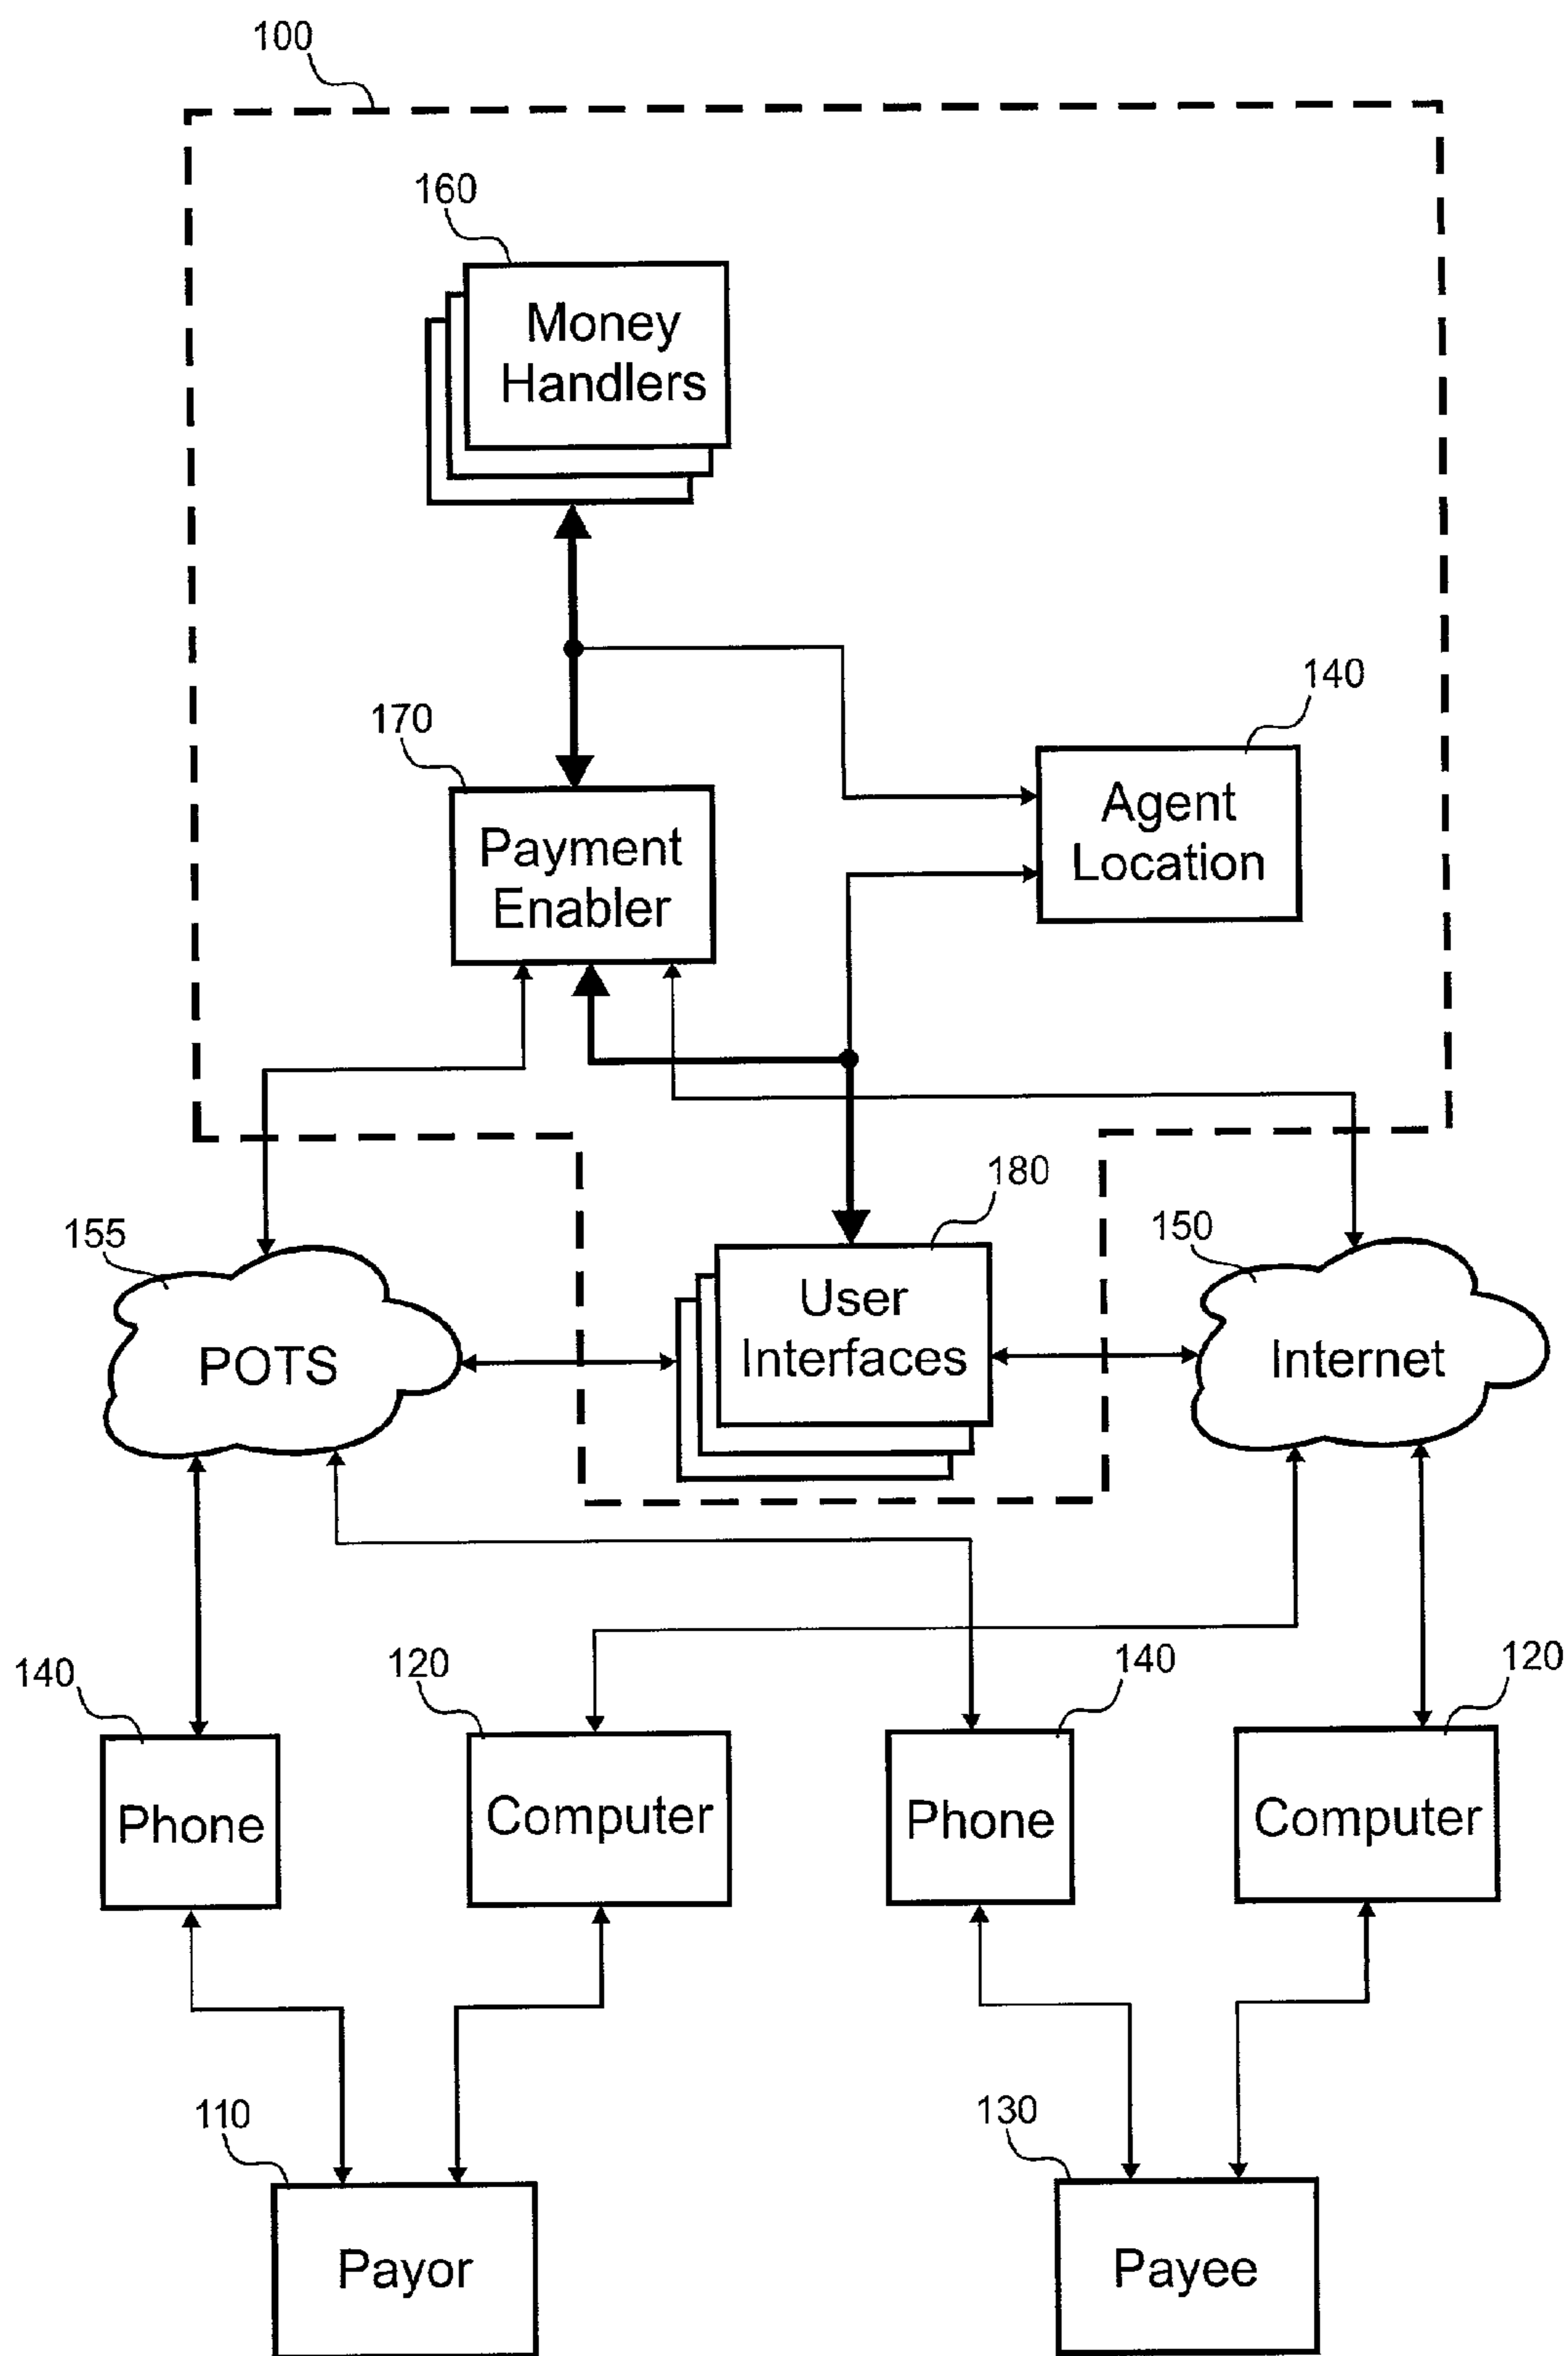 100
160
Money
Handlers
140
170
Agent
Location
Payment
Enabler
180
155
150
User
Interfaces
POTS
Internet
140
120
140
120
Phone
Computer
Phone
Computer
110
130
Payor
Payee